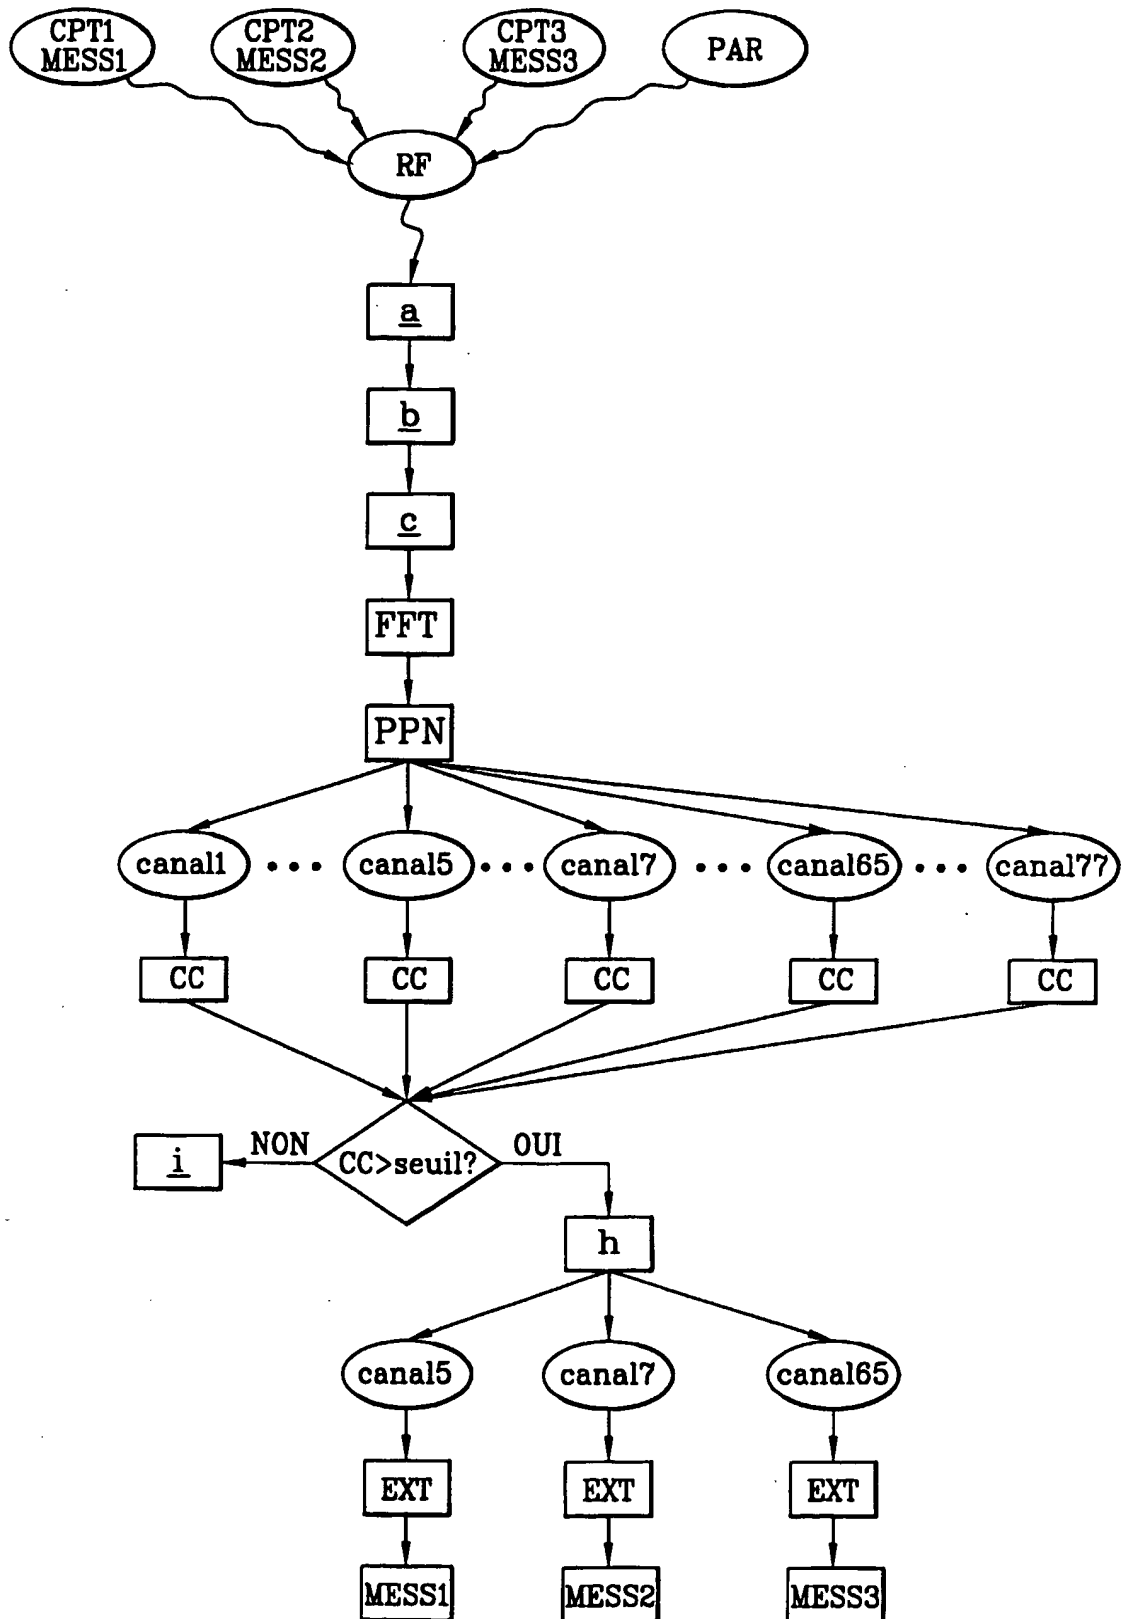 CPT1
MESS1
CPT2
MESS2
CPT3
MESS3
PAR
RF
a
b
c
FFT
PPN
canal1
canal5
canal7
canal65
canal77
CC
CC
CC
CC
CC
CC>seuil?
NON
OUI
i
h
canal5
canal7
canal65
EXT
EXT
EXT
MESS1
MESS2
MESS3